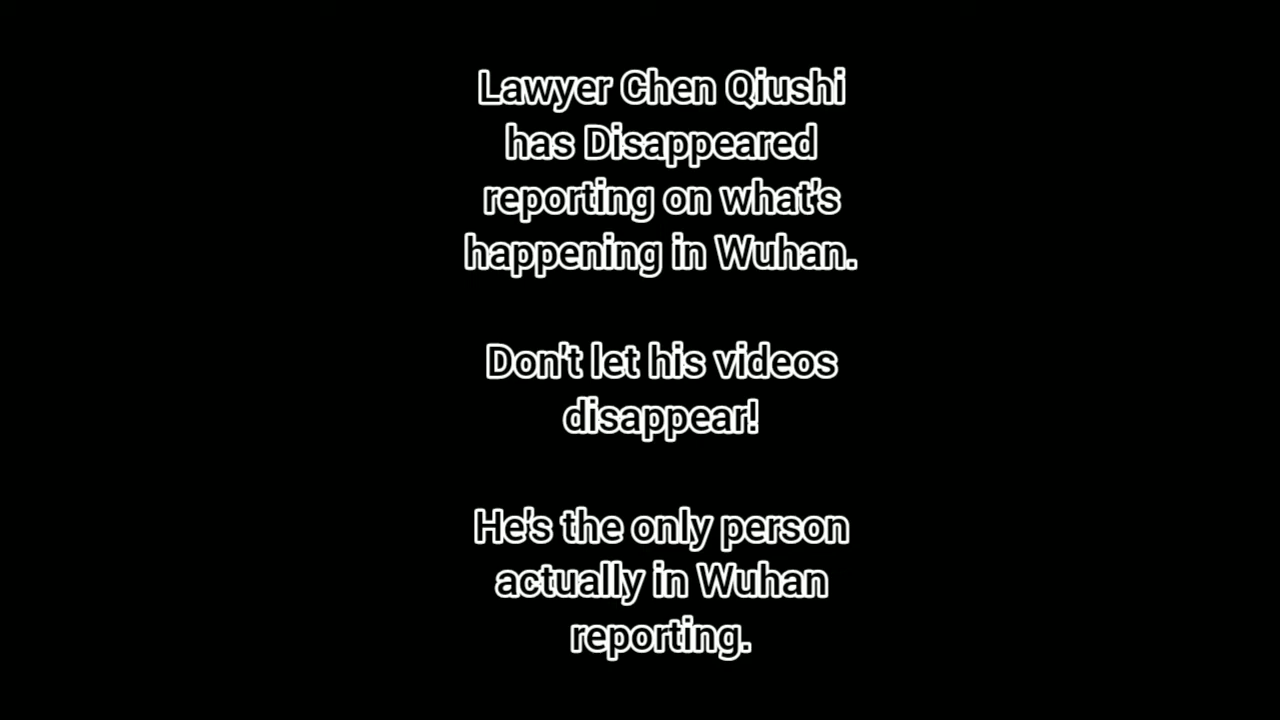 Lawyer Chen Qiushi
has Disappeared
reporting on what's
happening in Wuhan.
Don't let his videos
disappear!
He's the only person
actually in Wuhan
reporting.